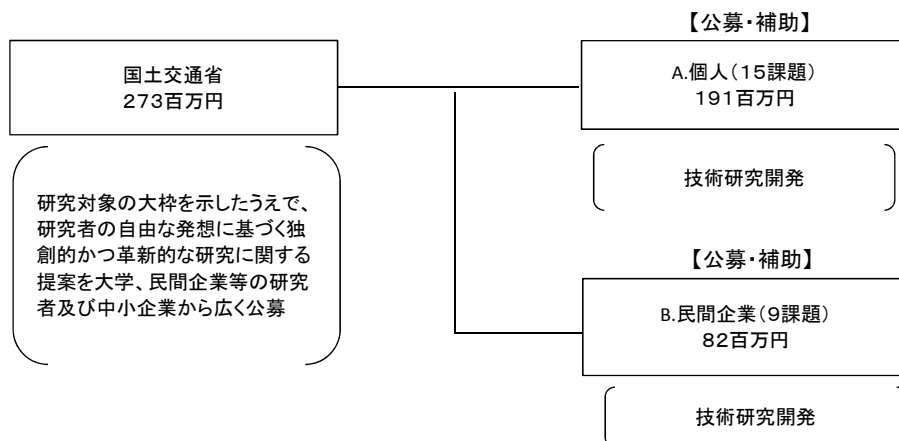 国土交通省
273百万円
研究対象の大枠を示したうえで、
研究者の自由な発想に基づく独
創的かつ革新的な研究に関する
提案を大学、民間企業等の研究
者及び中小企業から広く公募
【公募・補助】
A.個人(15課題)
191百万円
技術研究開発
【公募・補助】
B.民間企業(9課題)
82百万円
技術研究開発